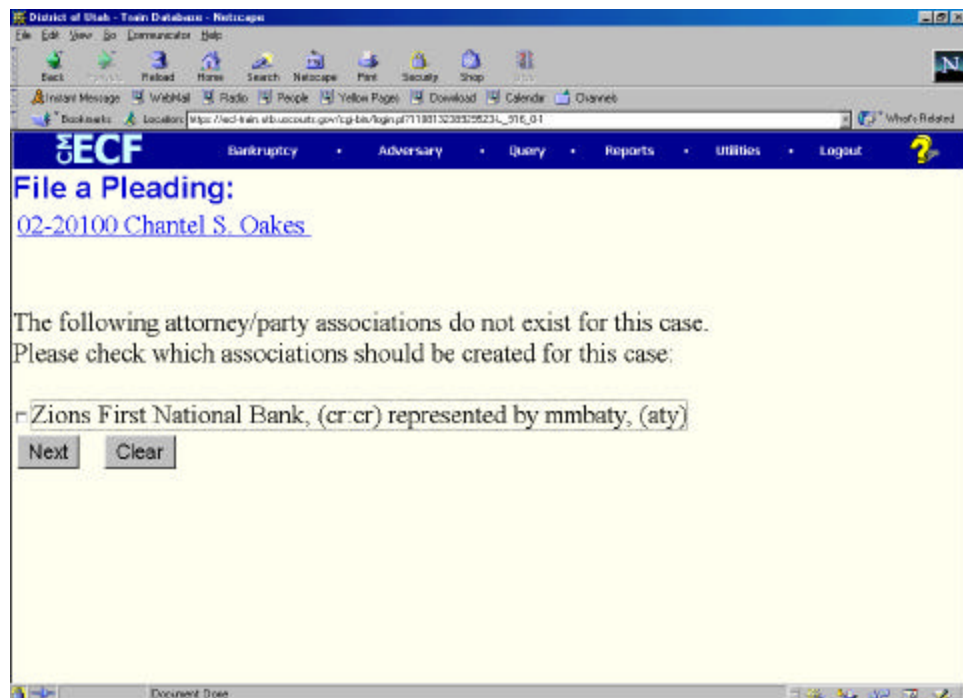 District of Utah - Train Database - Netscape
File Edit View Go Communicator Help
Back Reload Home Search Netscape Print Security Shop
Instant Message WebMail Radio People Yellow Pages Download Calendar Channels
Bookmarks Location:
What's Related
CM ECF Bankruptcy • Adversary • Query • Reports • Utilities • Logout ?
File a Pleading:
02-20100 Chantel S. Oakes
The following attorney/party associations do not exist for this case.
Please check which associations should be created for this case:
Zions First National Bank, (cr:cr) represented by mmbaty, (aty)
Next Clear
Document: Done